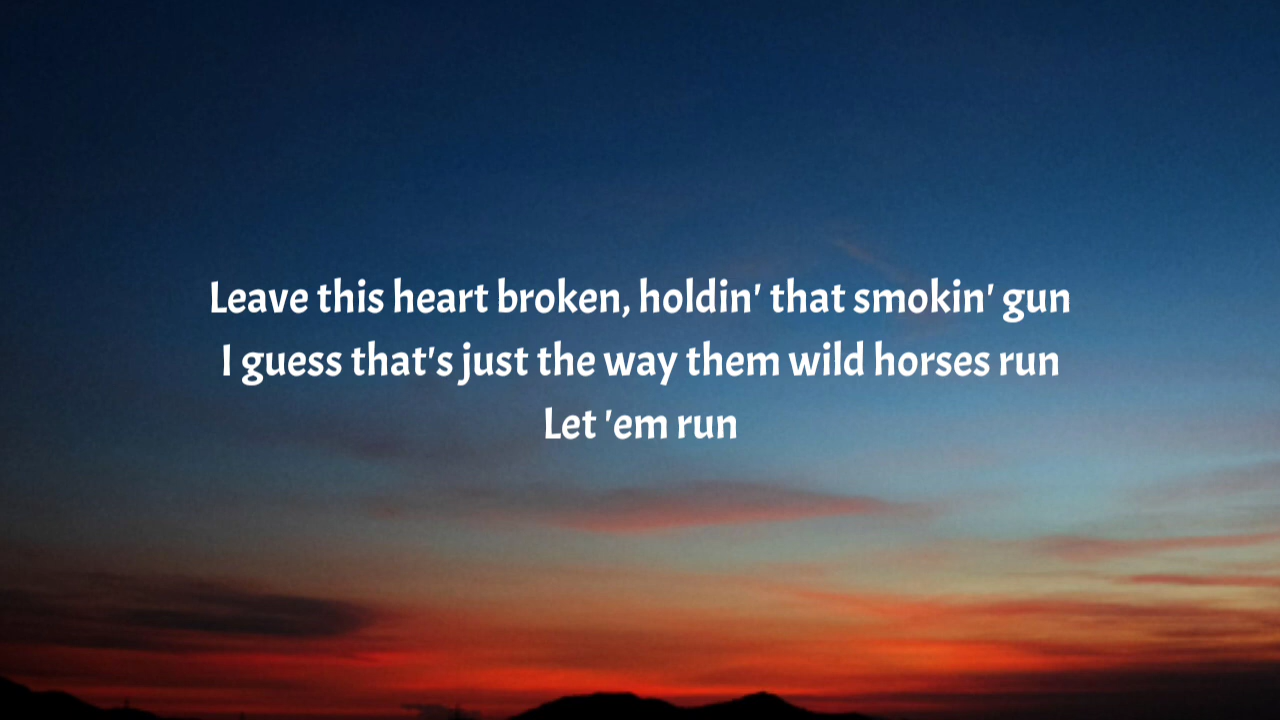 Leave this heart broken, holdin' that smokin' gun
I guess that's just the way them wild horses run
Let 'em run